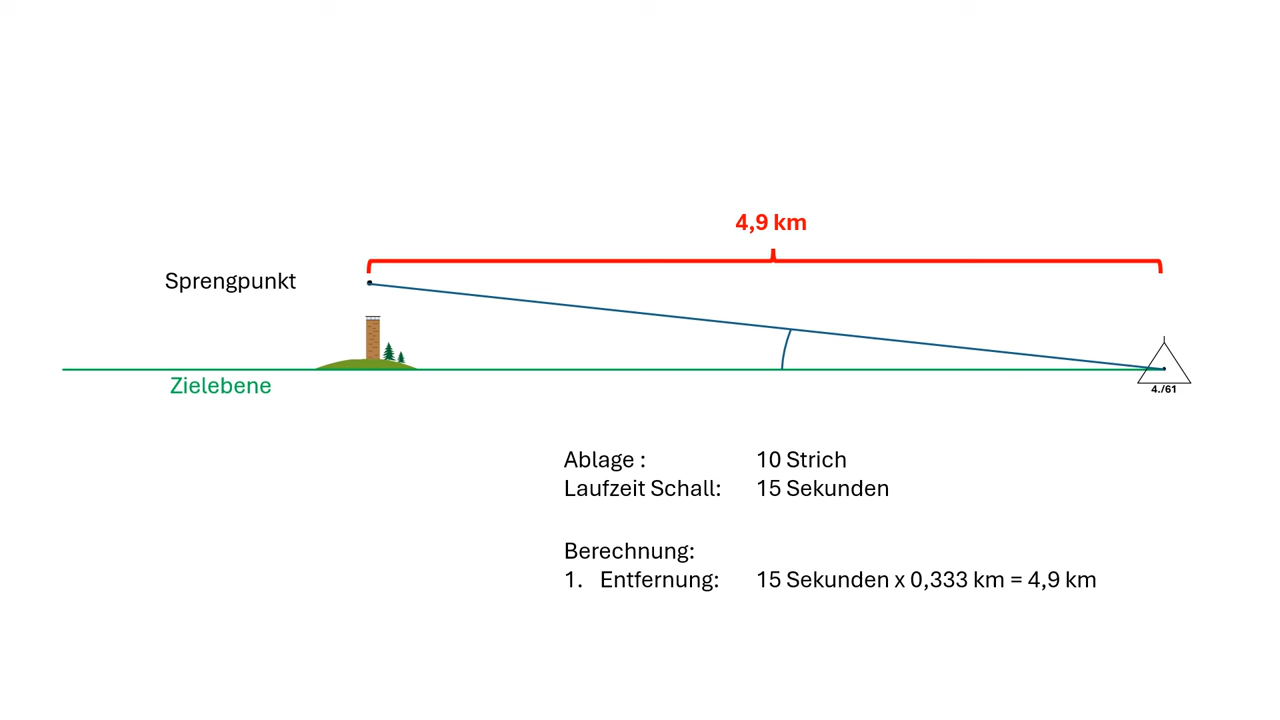 4,9 km
Sprengpunkt
Zielebene
4./61
Ablage : 10 Strich
Laufzeit Schall: 15 Sekunden
Berechnung:
1. Entfernung: 15 Sekunden x 0,333 km = 4,9 km